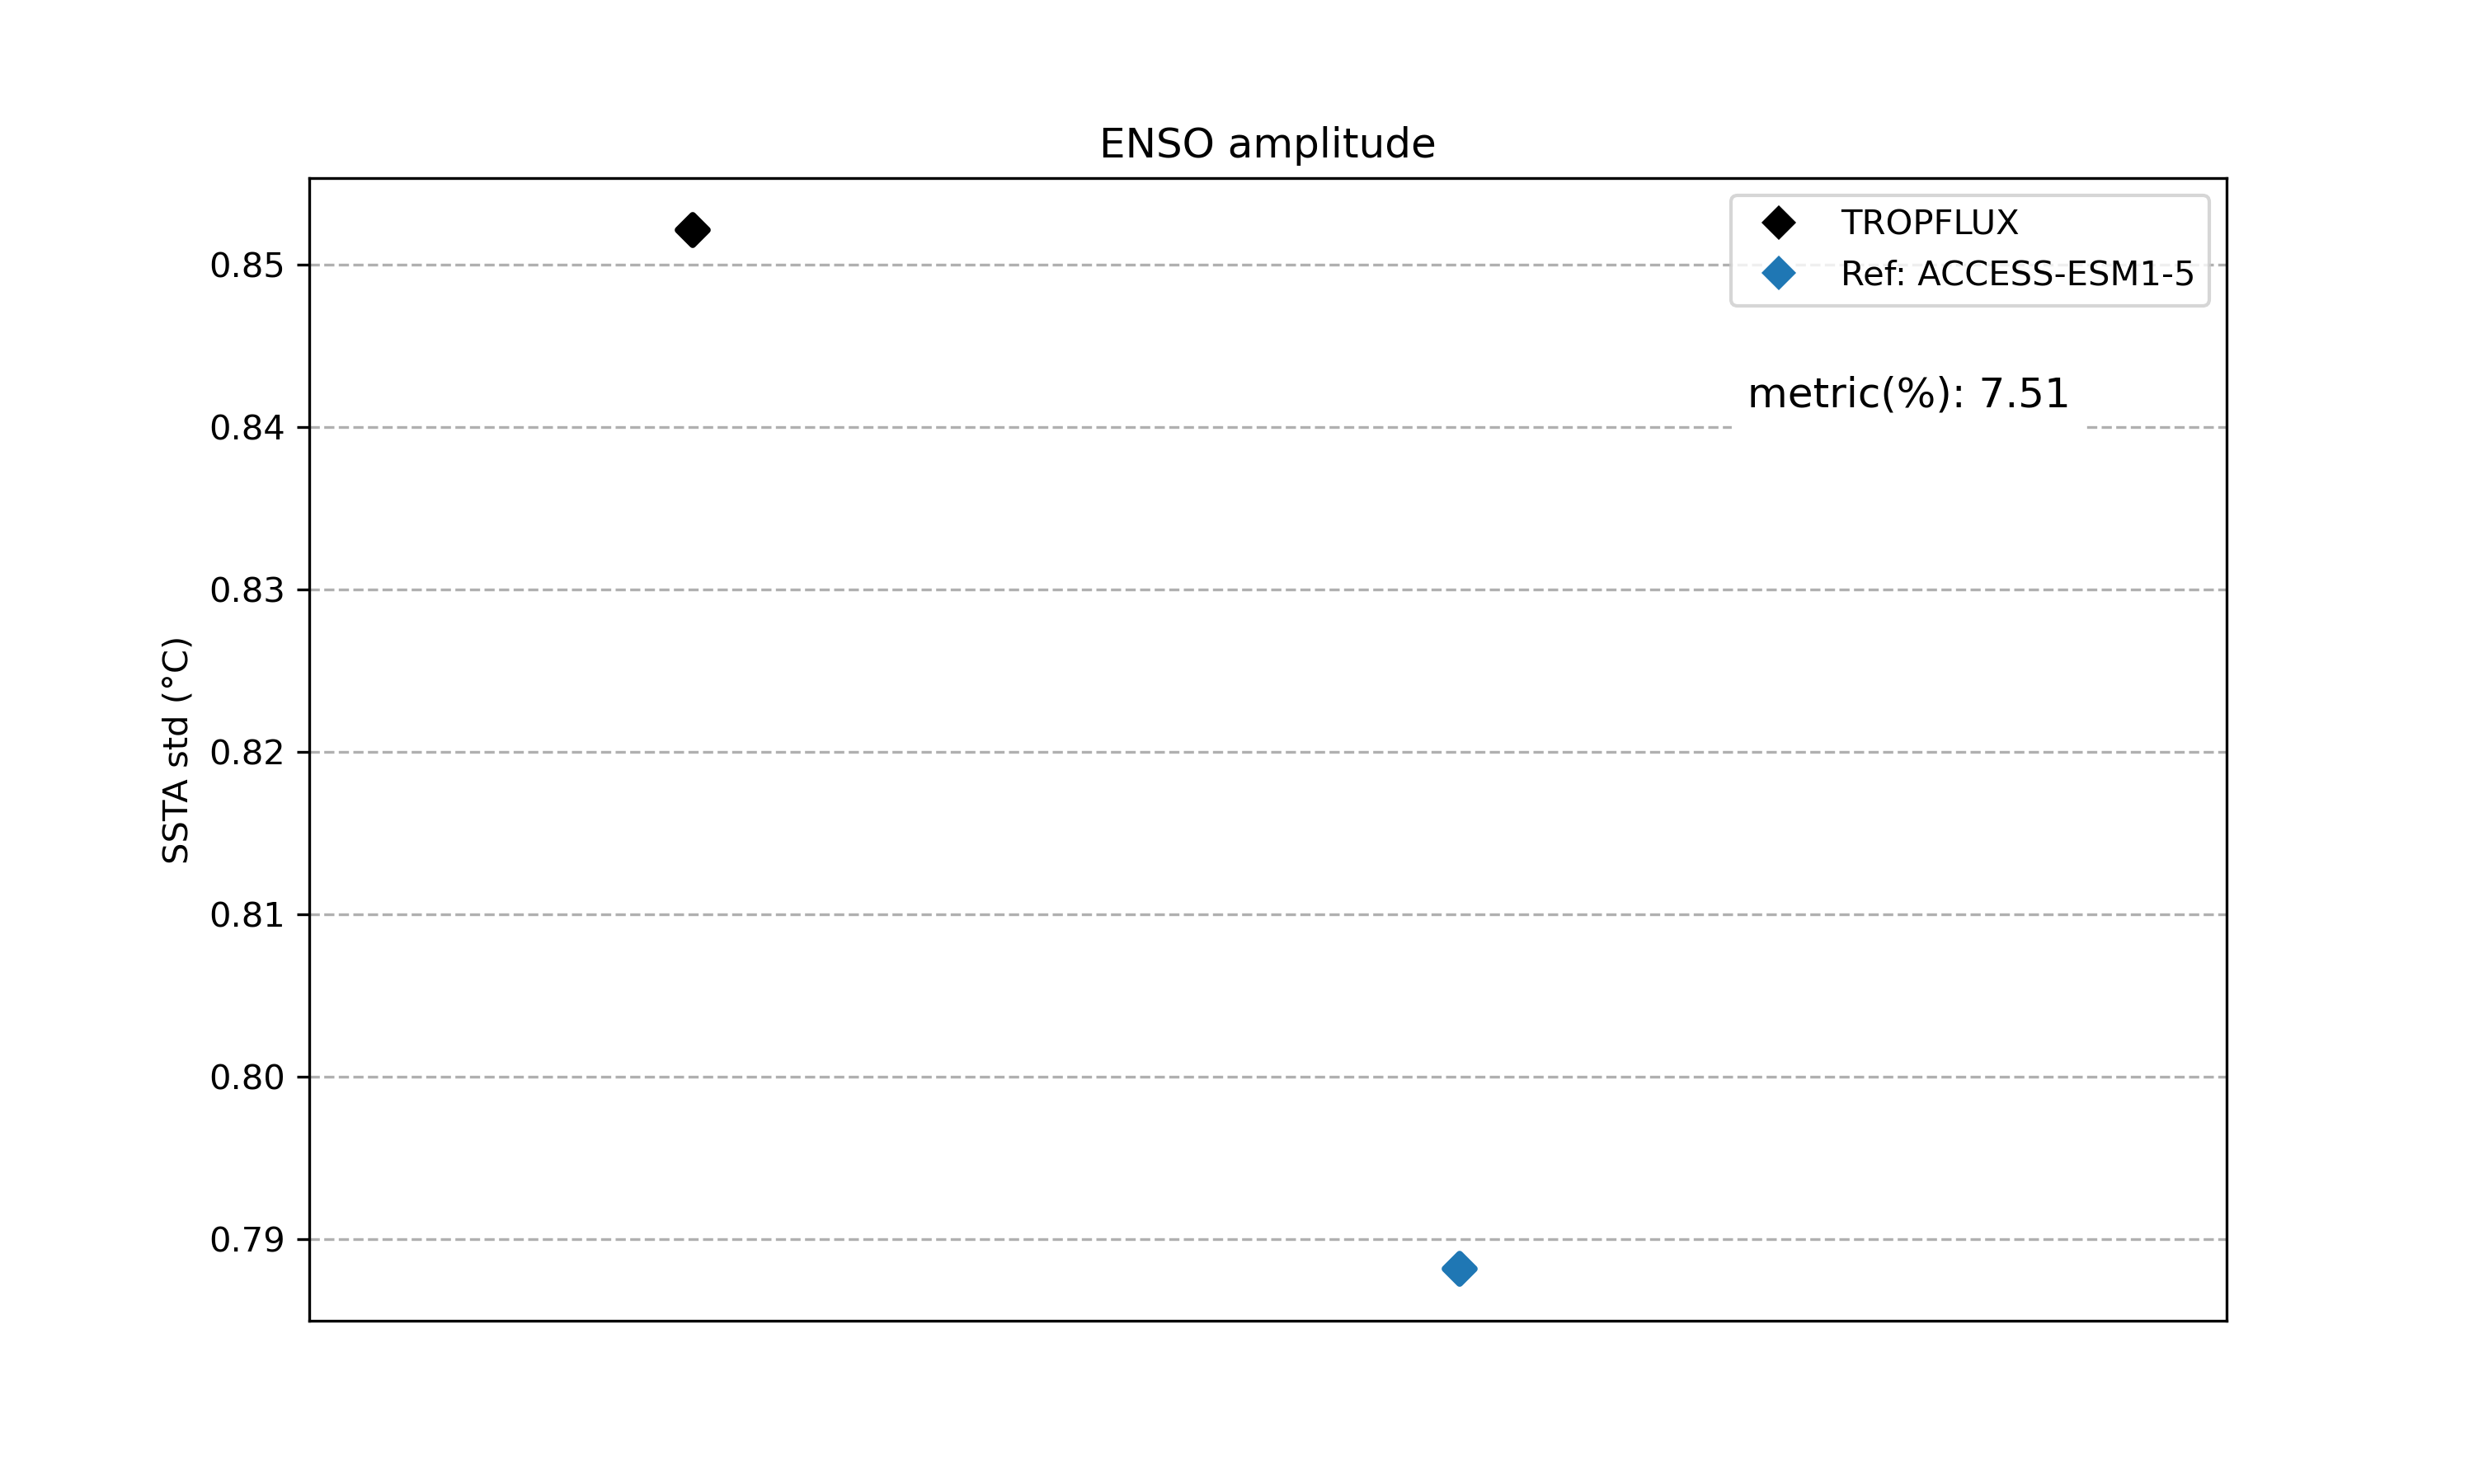 ENSO amplitude
TROPFLUX
Ref: ACCESS-ESM1-5
metric(%): 7.51
SSTA std (°C)
0.85
0.84
0.83
0.82
0.81
0.80
0.79